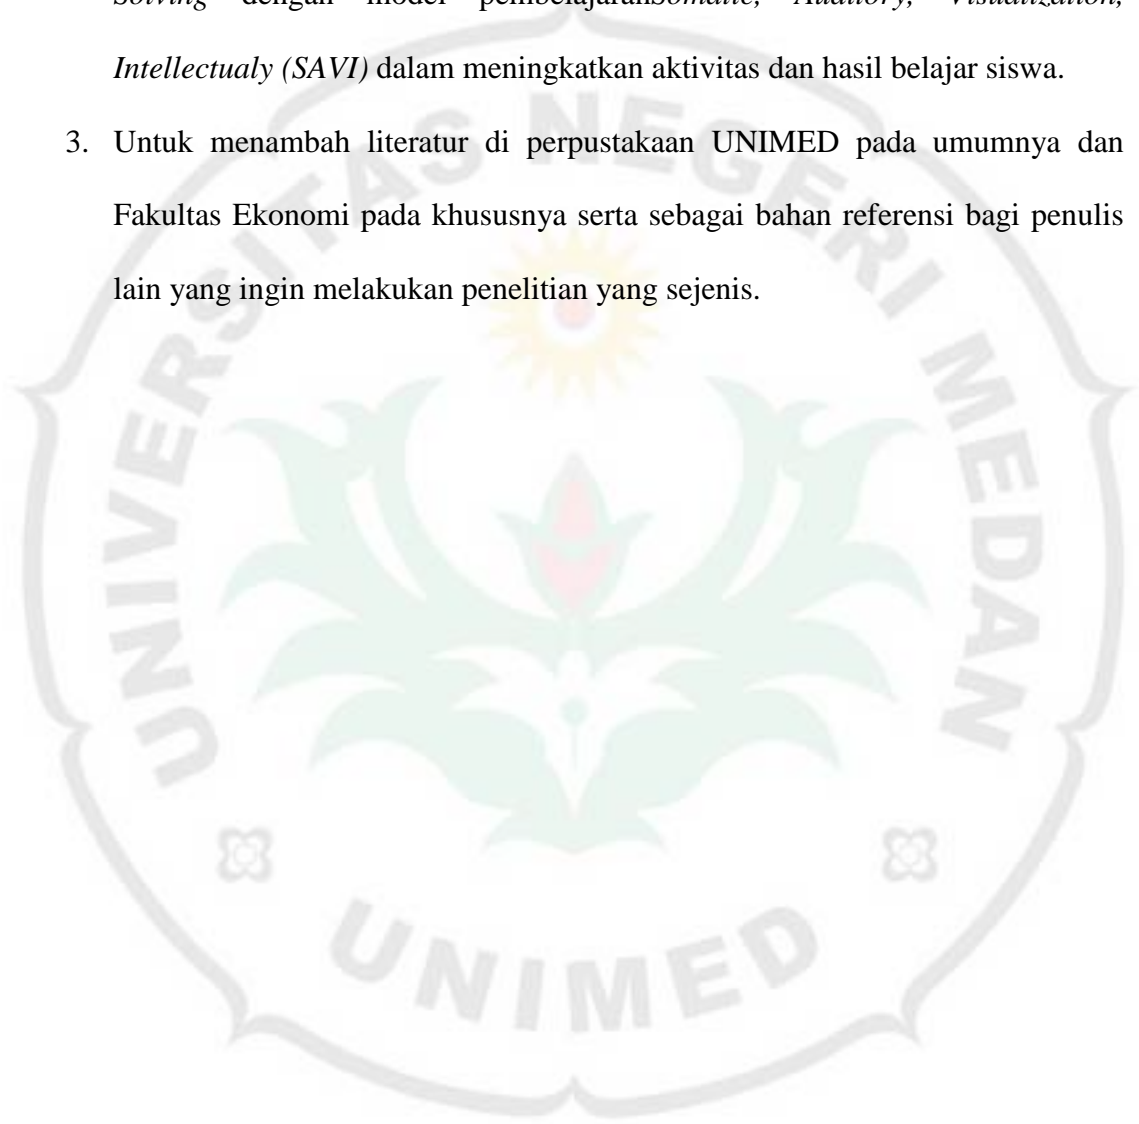 Solving dengan model pembelajaranSomatic, Auditory, Visualization,
Intellectualy (SAVI) dalam meningkatkan aktivitas dan hasil belajar siswa.
3. Untuk menambah literatur di perpustakaan UNIMED pada umumnya dan
Fakultas Ekonomi pada khususnya serta sebagai bahan referensi bagi penulis
lain yang ingin melakukan penelitian yang sejenis.
UNIVERSITAS NEGERI MEDAN
UNIMED